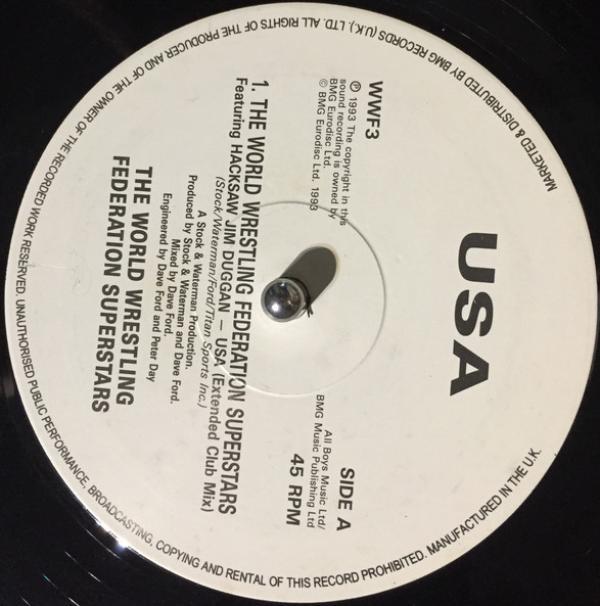 USA
WWF3
℗ 1993 The copyright in this
sound recording is owned by
BMG Eurodisc Ltd.
© BMG Eurodisc Ltd. 1993
SIDE A
All Boys Music Ltd/
BMG Music Publishing Ltd
45 RPM
1. THE WORLD WRESTLING FEDERATION SUPERSTARS
Featuring HACKSAW JIM DUGGAN — USA (Extended Club Mix)
(Stock/Waterman/Ford/Titan Sports Inc.)
A Stock & Waterman Production.
Produced by Stock & Waterman and Dave Ford.
Mixed by Dave Ford.
Engineered by Dave Ford and Peter Day
THE WORLD WRESTLING
FEDERATION SUPERSTARS
MARKETED & DISTRIBUTED BY BMG RECORDS (U.K.). LTD. ALL RIGHTS OF THE PRODUCER AND OF THE OWNER OF THE RECORDED WORK RESERVED. UNAUTHORISED PUBLIC PERFORMANCE, BROADCASTING, COPYING AND RENTAL OF THIS RECORD PROHIBITED. MANUFACTURED IN THE U.K.